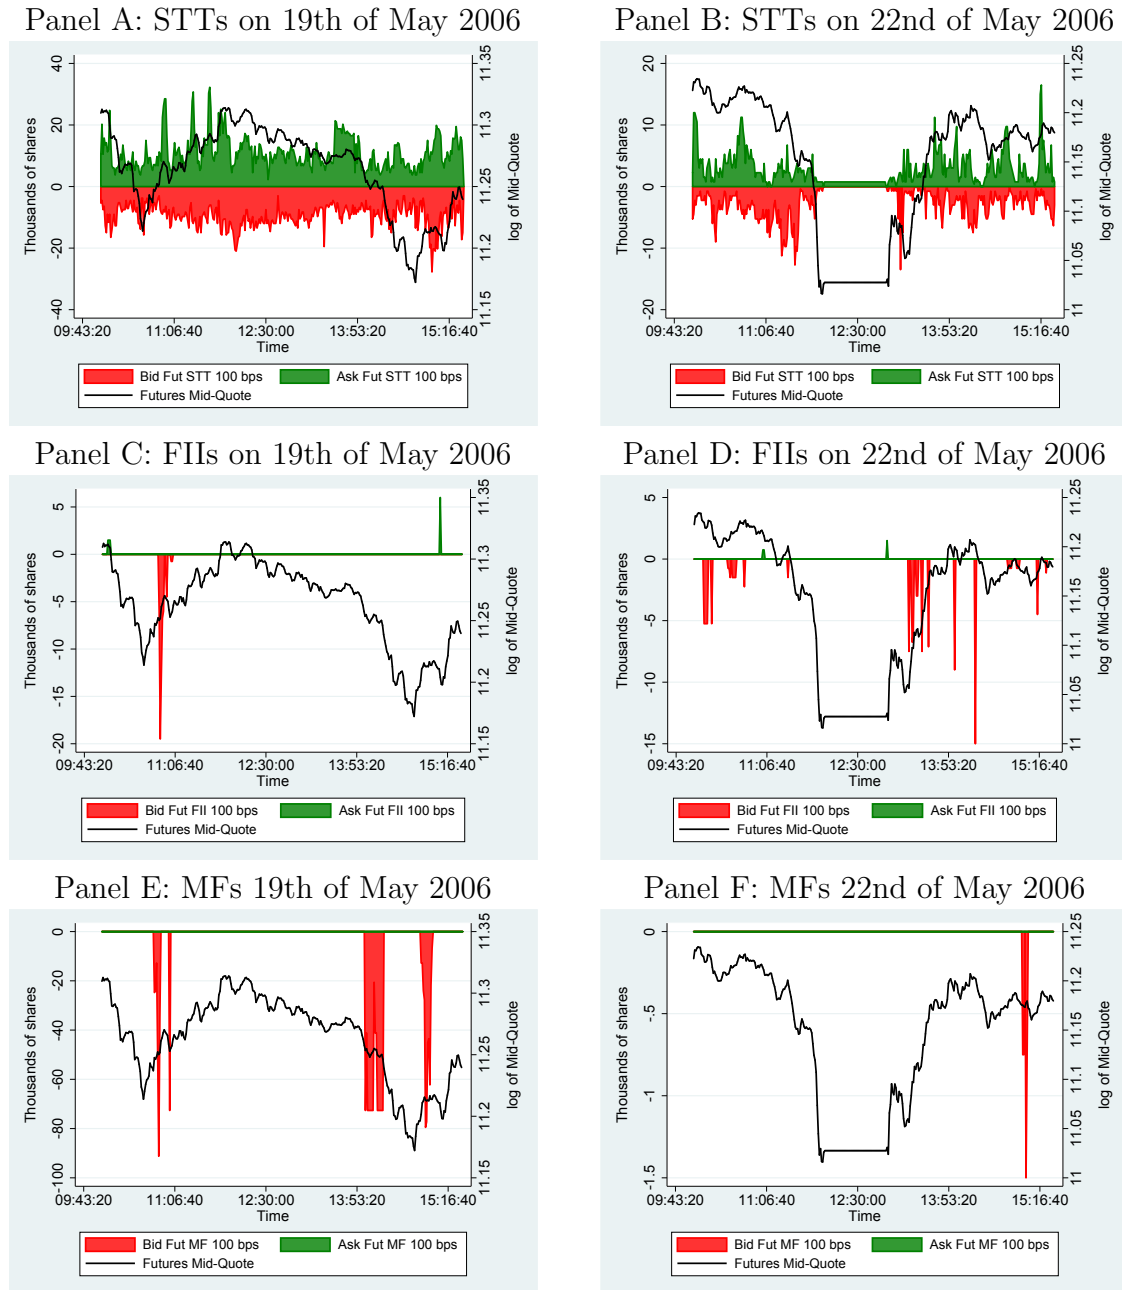 Panel A: STTs on 19th of May 2006
Panel B: STTs on 22nd of May 2006
Thousands of shares
40
20
0
-20
-40
11.35
11.3
11.25
11.2
11.15
log of Mid-Quote
09:43:20 11:06:40 12:30:00 13:53:20 15:16:40
Time
Bid Fut STT 100 bps Ask Fut STT 100 bps
Futures Mid-Quote
Thousands of shares
20
10
0
-10
-20
11.25
11.2
11.15
11.1
11.05
11
log of Mid-Quote
09:43:20 11:06:40 12:30:00 13:53:20 15:16:40
Time
Bid Fut STT 100 bps Ask Fut STT 100 bps
Futures Mid-Quote
Panel C: FIIs on 19th of May 2006
Panel D: FIIs on 22nd of May 2006
Thousands of shares
5
0
-5
-10
-15
-20
11.35
11.3
11.25
11.2
11.15
log of Mid-Quote
09:43:20 11:06:40 12:30:00 13:53:20 15:16:40
Time
Bid Fut FII 100 bps Ask Fut FII 100 bps
Futures Mid-Quote
Thousands of shares
5
0
-5
-10
-15
11.25
11.2
11.15
11.1
11.05
11
log of Mid-Quote
09:43:20 11:06:40 12:30:00 13:53:20 15:16:40
Time
Bid Fut FII 100 bps Ask Fut FII 100 bps
Futures Mid-Quote
Panel E: MFs 19th of May 2006
Panel F: MFs 22nd of May 2006
Thousands of shares
0
-20
-40
-60
-80
-100
11.35
11.3
11.25
11.2
11.15
log of Mid-Quote
09:43:20 11:06:40 12:30:00 13:53:20 15:16:40
Time
Bid Fut MF 100 bps Ask Fut MF 100 bps
Futures Mid-Quote
Thousands of shares
0
-.5
-1
-1.5
11.25
11.2
11.15
11.1
11.05
11
log of Mid-Quote
09:43:20 11:06:40 12:30:00 13:53:20 15:16:40
Time
Bid Fut MF 100 bps Ask Fut MF 100 bps
Futures Mid-Quote